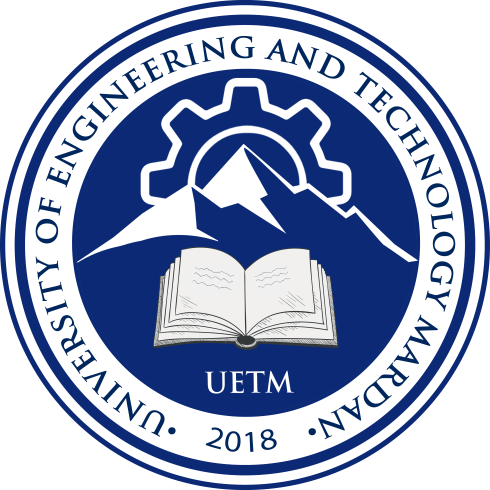 UNIVERSITY OF ENGINEERING AND TECHNOLOGY MARDAN
UETM
• 2018 •